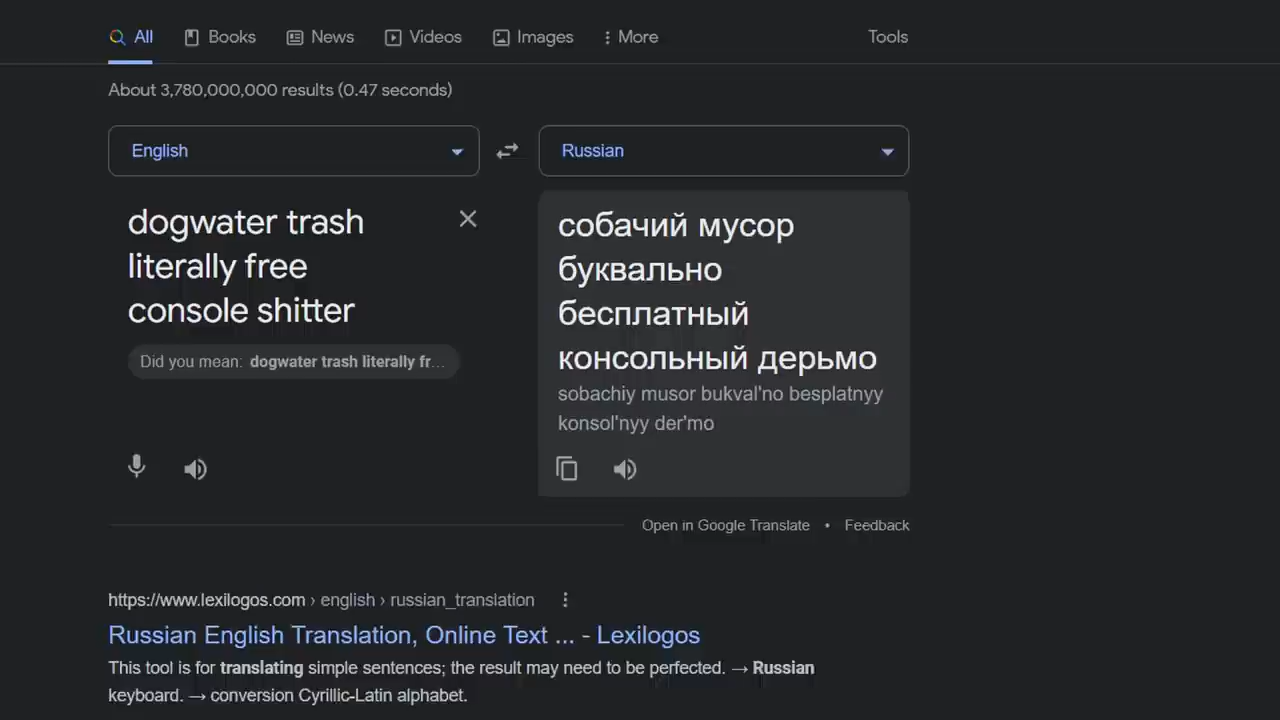 All Books News Videos Images More Tools
About 3,780,000,000 results (0.47 seconds)
English Russian
dogwater trash
literally free
console shitter
Did you mean: dogwater trash literally fr...
собачий мусор
буквально
бесплатный
консольный дерьмо
sobachiy musor bukval'no besplatnyy
konsol'nyy der'mo
Open in Google Translate • Feedback
https://www.lexilogos.com › english › russian_translation
Russian English Translation, Online Text ... - Lexilogos
This tool is for translating simple sentences; the result may need to be perfected. → Russian
keyboard. → conversion Cyrillic-Latin alphabet.